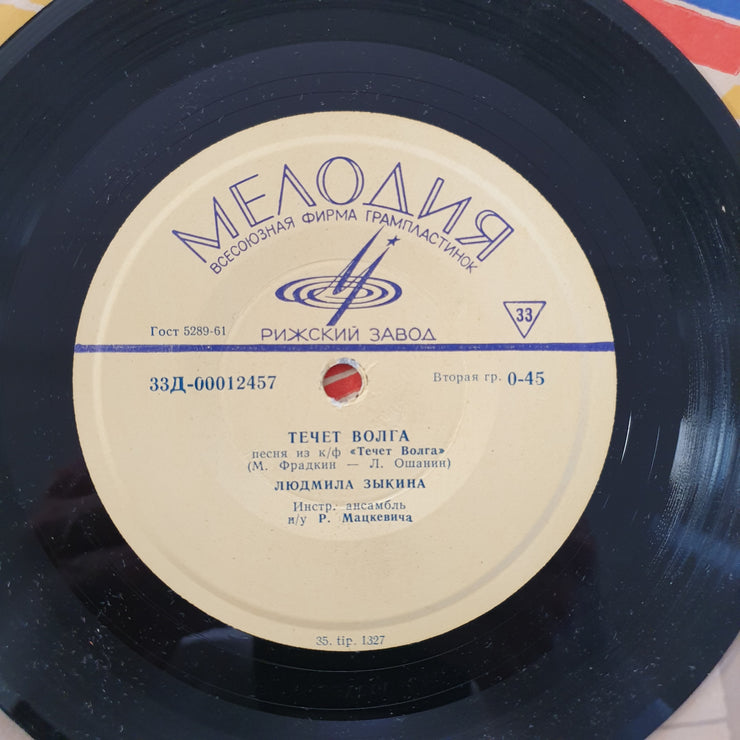 МЕЛОДИЯ
ВСЕСОЮЗНАЯ ФИРМА ГРАМПЛАСТИНОК
33
Гост 5289-61
РИЖСКИЙ ЗАВОД
33Д-00012457
Вторая гр. 0-45
ТЕЧЕТ ВОЛГА
песня из к/ф «Течет Волга»
(М. Фрадкин — Л. Ошанин)
ЛЮДМИЛА ЗЫКИНА
Инстр. ансамбль
п/у Р. Мацкевича
35. tip. 1327